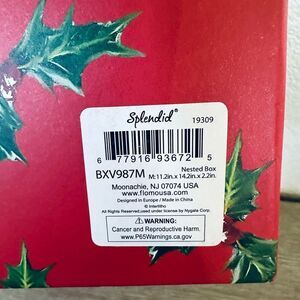 Splendid®
19309
6 77916 93672 5
Nested Box
BXV987M M: 11.2in. x 14.2in x 2.2in.
Moonachie, NJ 07074 USA
www.flomousa.com
Designed in Europe / Made in China
© Interlitho
All Rights Reserved.used under license by Nygala Corp.
⚠WARNING:
Cancer and Reproductive Harm.
www.P65Warnings.ca.gov